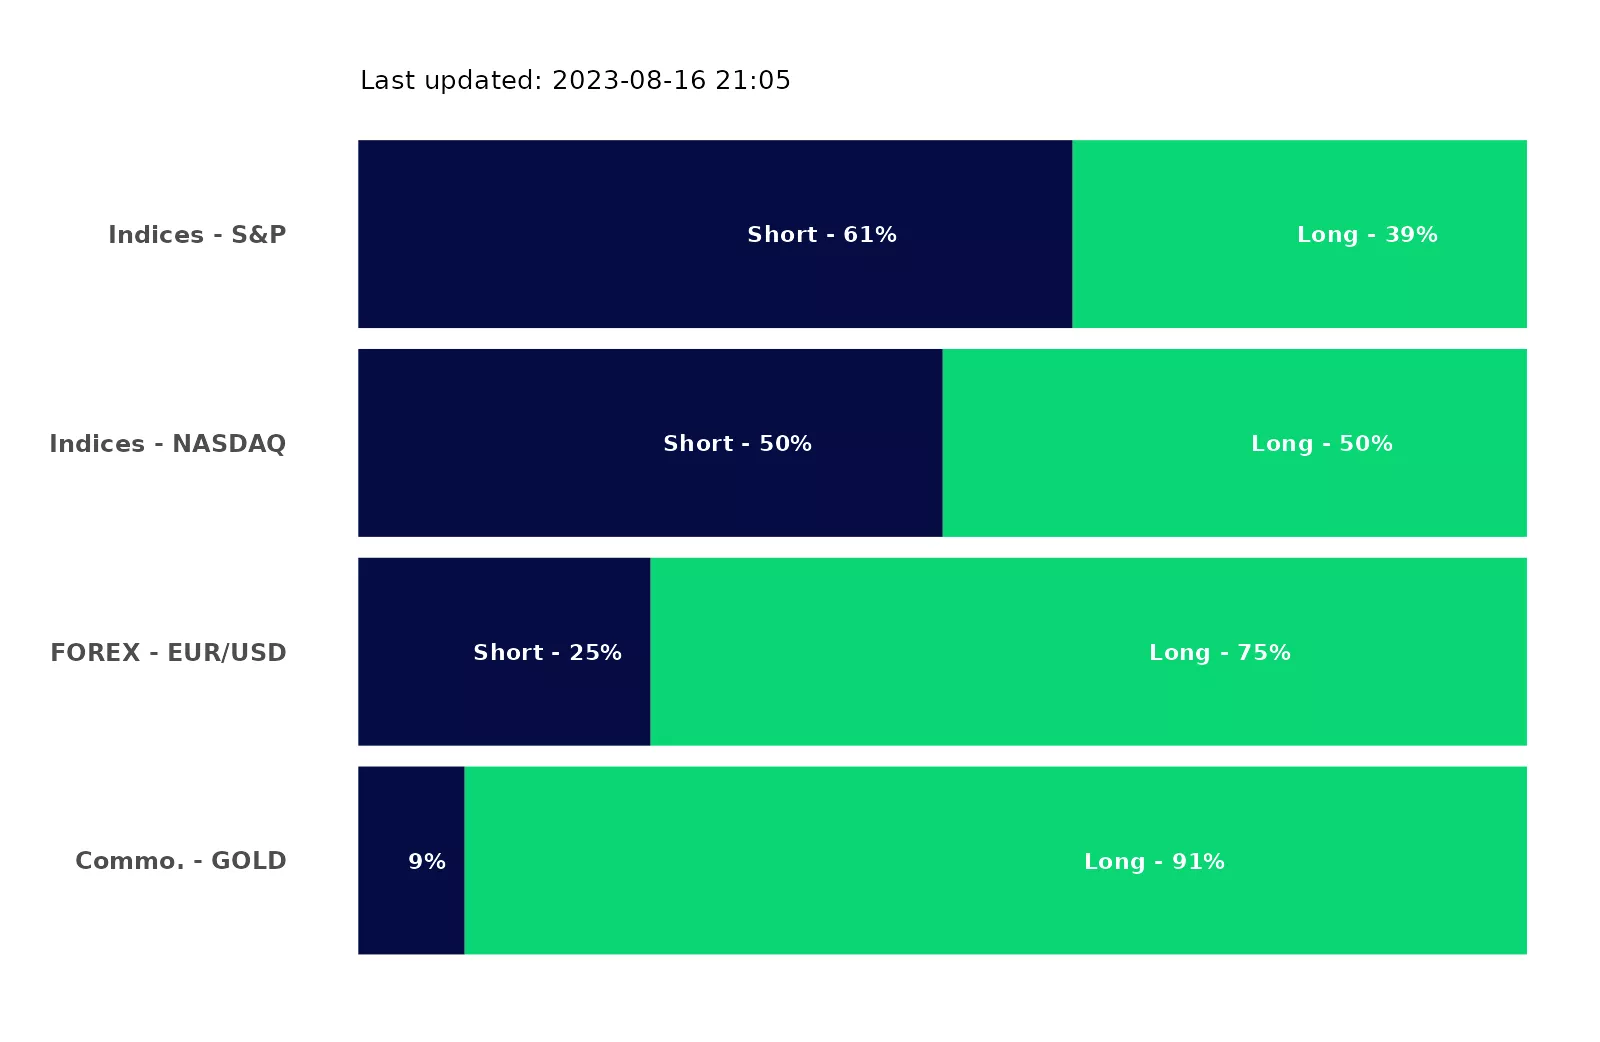 Last updated: 2023-08-16 21:05
Indices - S&P
Short - 61%
Long - 39%
Indices - NASDAQ
Short - 50%
Long - 50%
FOREX - EUR/USD
Short - 25%
Long - 75%
Commo. - GOLD
9%
Long - 91%